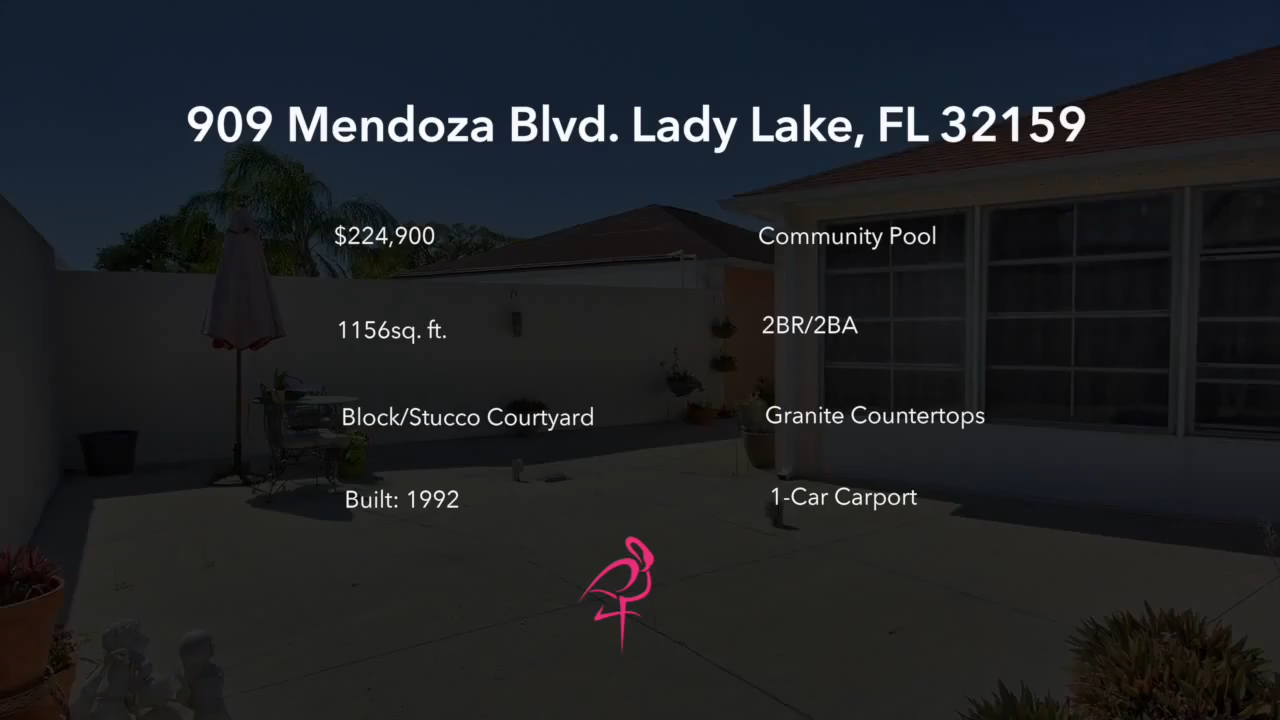 909 Mendoza Blvd. Lady Lake, FL 32159
$224,900
Community Pool
1156sq. ft.
2BR/2BA
Block/Stucco Courtyard
Granite Countertops
Built: 1992
1-Car Carport